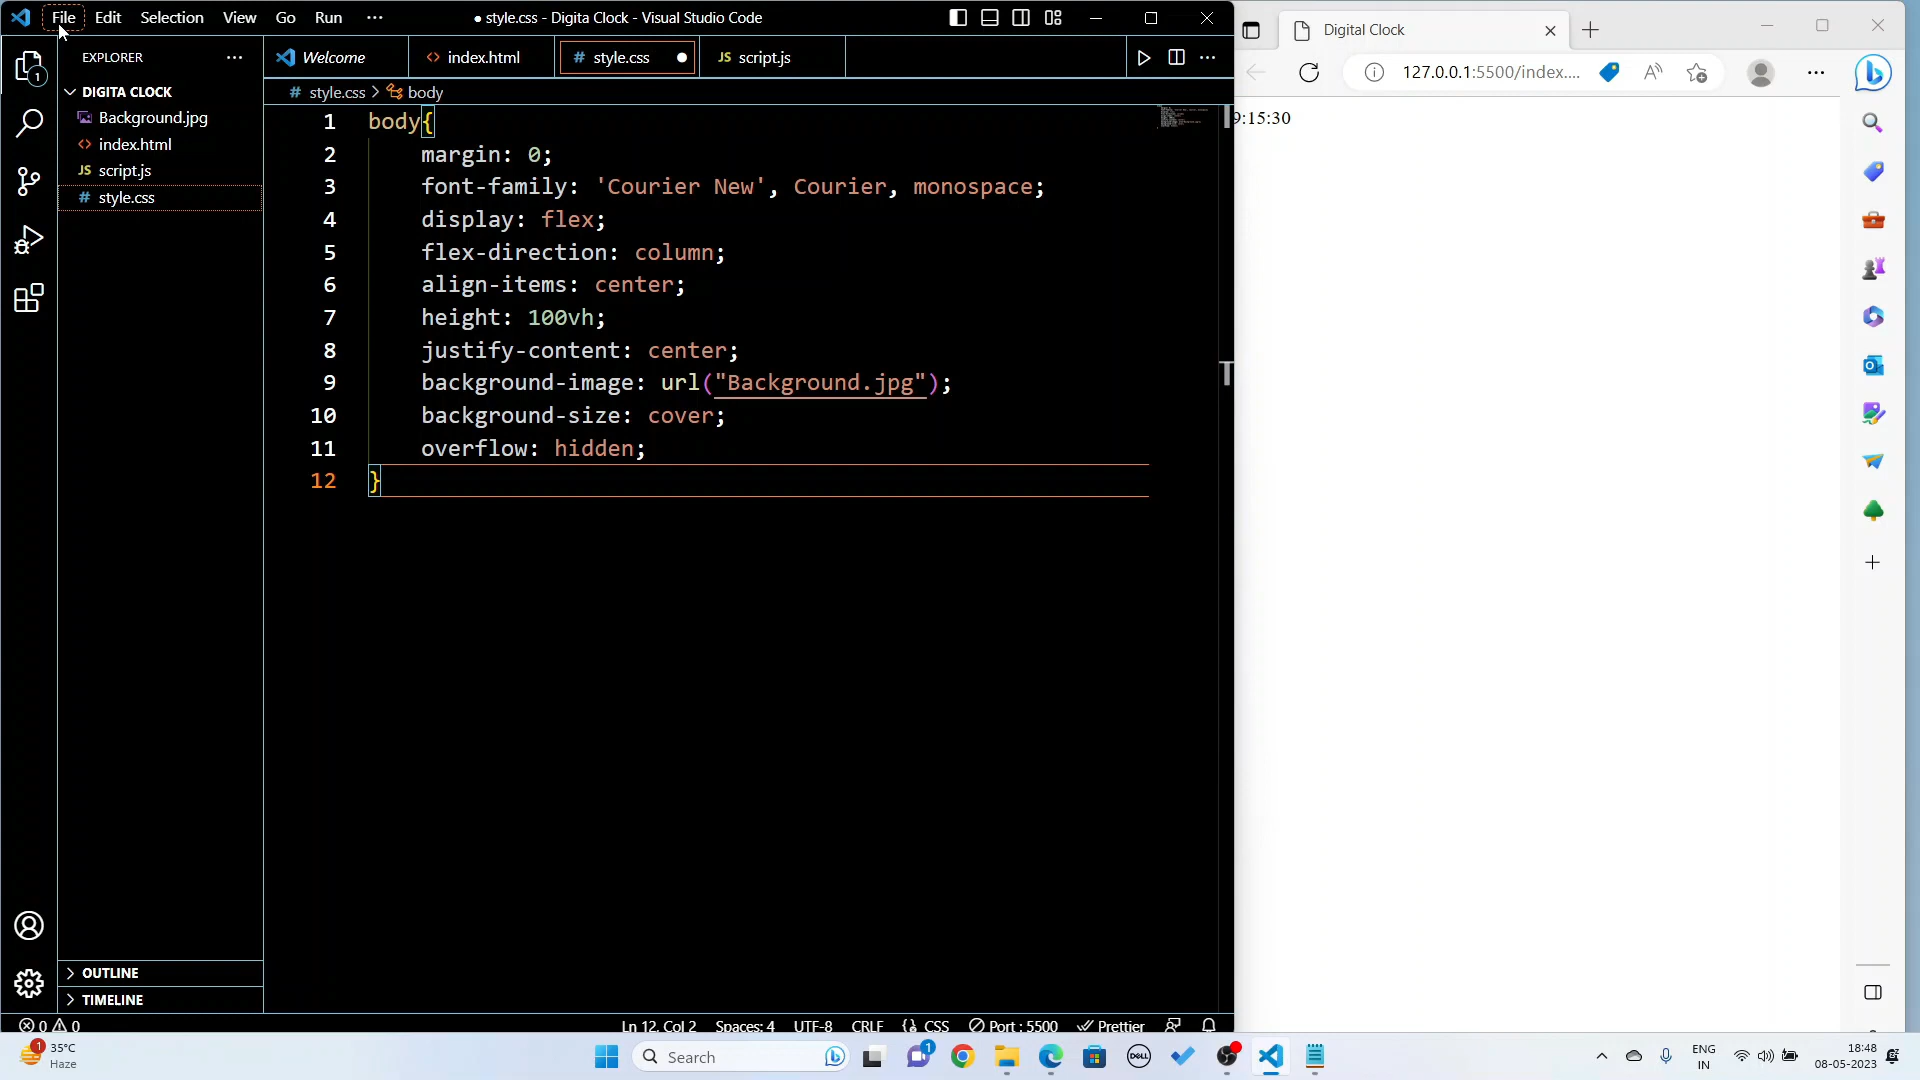 File Edit Selection View Go Run ···
● style.css - Digita Clock - Visual Studio Code
EXPLORER
DIGITA CLOCK
Background.jpg
index.html
JS script.js
# style.css
OUTLINE
TIMELINE
Welcome
<> index.html
# style.css
JS script.js
# style.css > body
1 body{
2 margin: 0;
3 font-family: 'Courier New', Courier, monospace;
4 display: flex;
5 flex-direction: column;
6 align-items: center;
7 height: 100vh;
8 justify-content: center;
9 background-image: url("Background.jpg");
10 background-size: cover;
11 overflow: hidden;
12 }
1
0 0
Ln 12, Col 2 Spaces: 4 UTF-8 CRLF {} CSS Port : 5500 Prettier
Digital Clock
127.0.0.1:5500/index....
9:15:30
T
1
35°C
Haze
Search
1
DELL
ENG
IN
18:48
08-05-2023